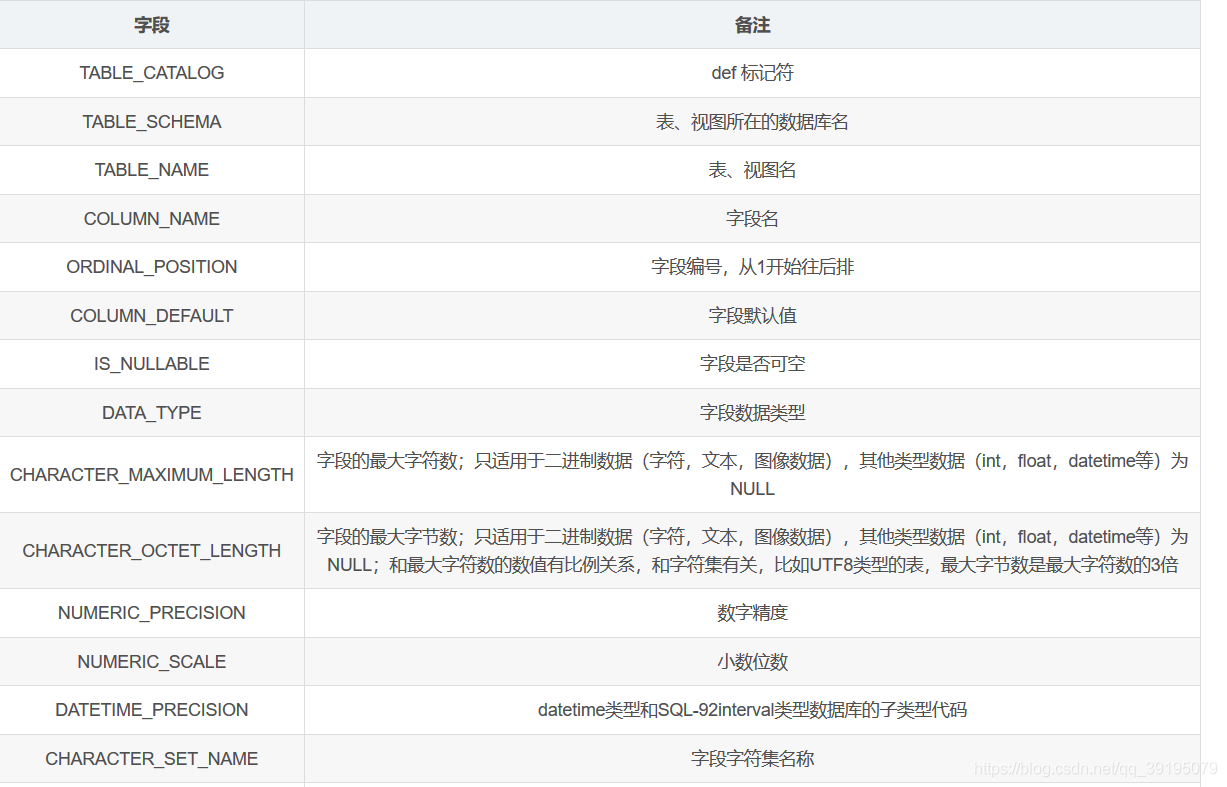 字段 备注
TABLE_CATALOG def 标记符
TABLE_SCHEMA 表、视图所在的数据库名
TABLE_NAME 表、视图名
COLUMN_NAME 字段名
ORDINAL_POSITION 字段编号，从1开始往后排
COLUMN_DEFAULT 字段默认值
IS_NULLABLE 字段是否可空
DATA_TYPE 字段数据类型
CHARACTER_MAXIMUM_LENGTH 字段的最大字符数；只适用于二进制数据（字符，文本，图像数据），其他类型数据（int，float，datetime等）为
NULL
CHARACTER_OCTET_LENGTH 字段的最大字节数；只适用于二进制数据（字符，文本，图像数据），其他类型数据（int，float，datetime等）为
NULL；和最大字符数的数值有比例关系，和字符集有关，比如UTF8类型的表，最大字节数是最大字符数的3倍
NUMERIC_PRECISION 数字精度
NUMERIC_SCALE 小数位数
DATETIME_PRECISION datetime类型和SQL-92interval类型数据库的子类型代码
CHARACTER_SET_NAME 字段字符集名称
https://blog.csdn.net/qq_39195079